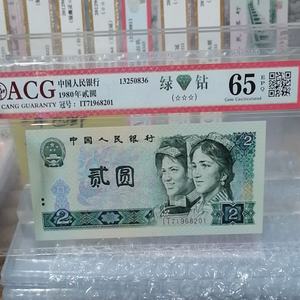 ACG
CANG GUARANTY
中国人民银行
1980年贰圆
冠号: IT71968201
13250836
绿 钻
(☆☆☆)
65 EPQ
Gem Uncirculated
中国人民银行
贰圆
2
2
IT71968201